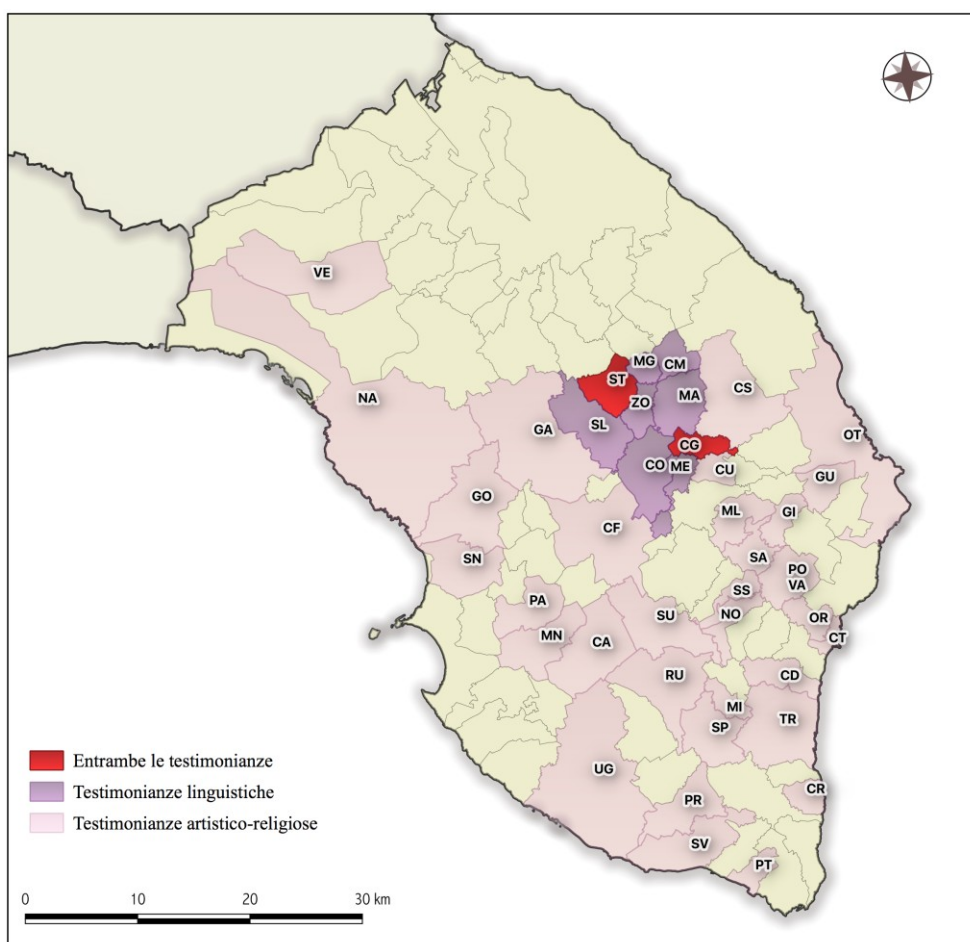 VE
MG
CM
ST
CS
ZO
MA
NA
SL
GA
OT
CG
CO
ME
CU
GU
GO
ML
GI
CF
SN
SA
PO
VA
SS
PA
SU
NO
OR
MN
CA
CT
RU
CD
MI
TR
SP
UG
CR
PR
SV
PT
Entrambe le testimonianze
Testimonianze linguistiche
Testimonianze artistico-religiose
0 10 20 30 km